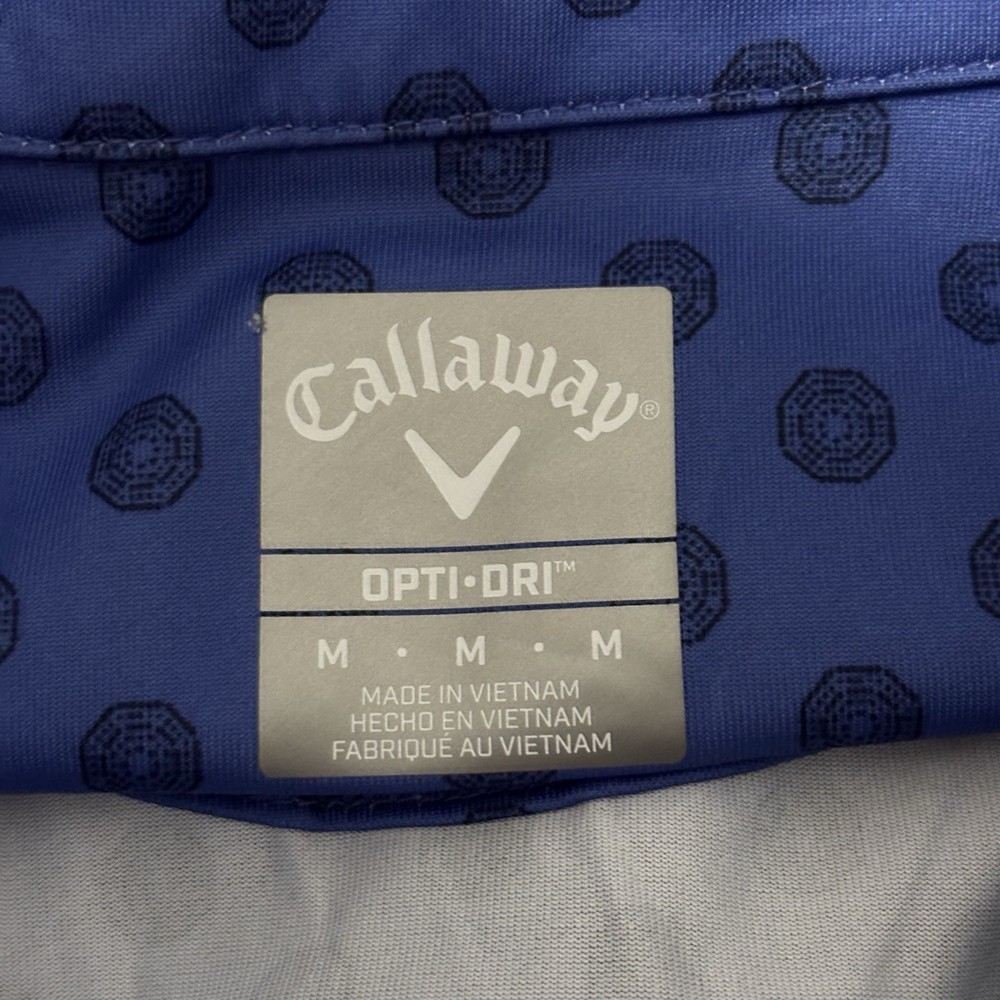 Callaway®
OPTI•DRI™
M • M • M
MADE IN VIETNAM
HECHO EN VIETNAM
FABRIQUÉ AU VIETNAM